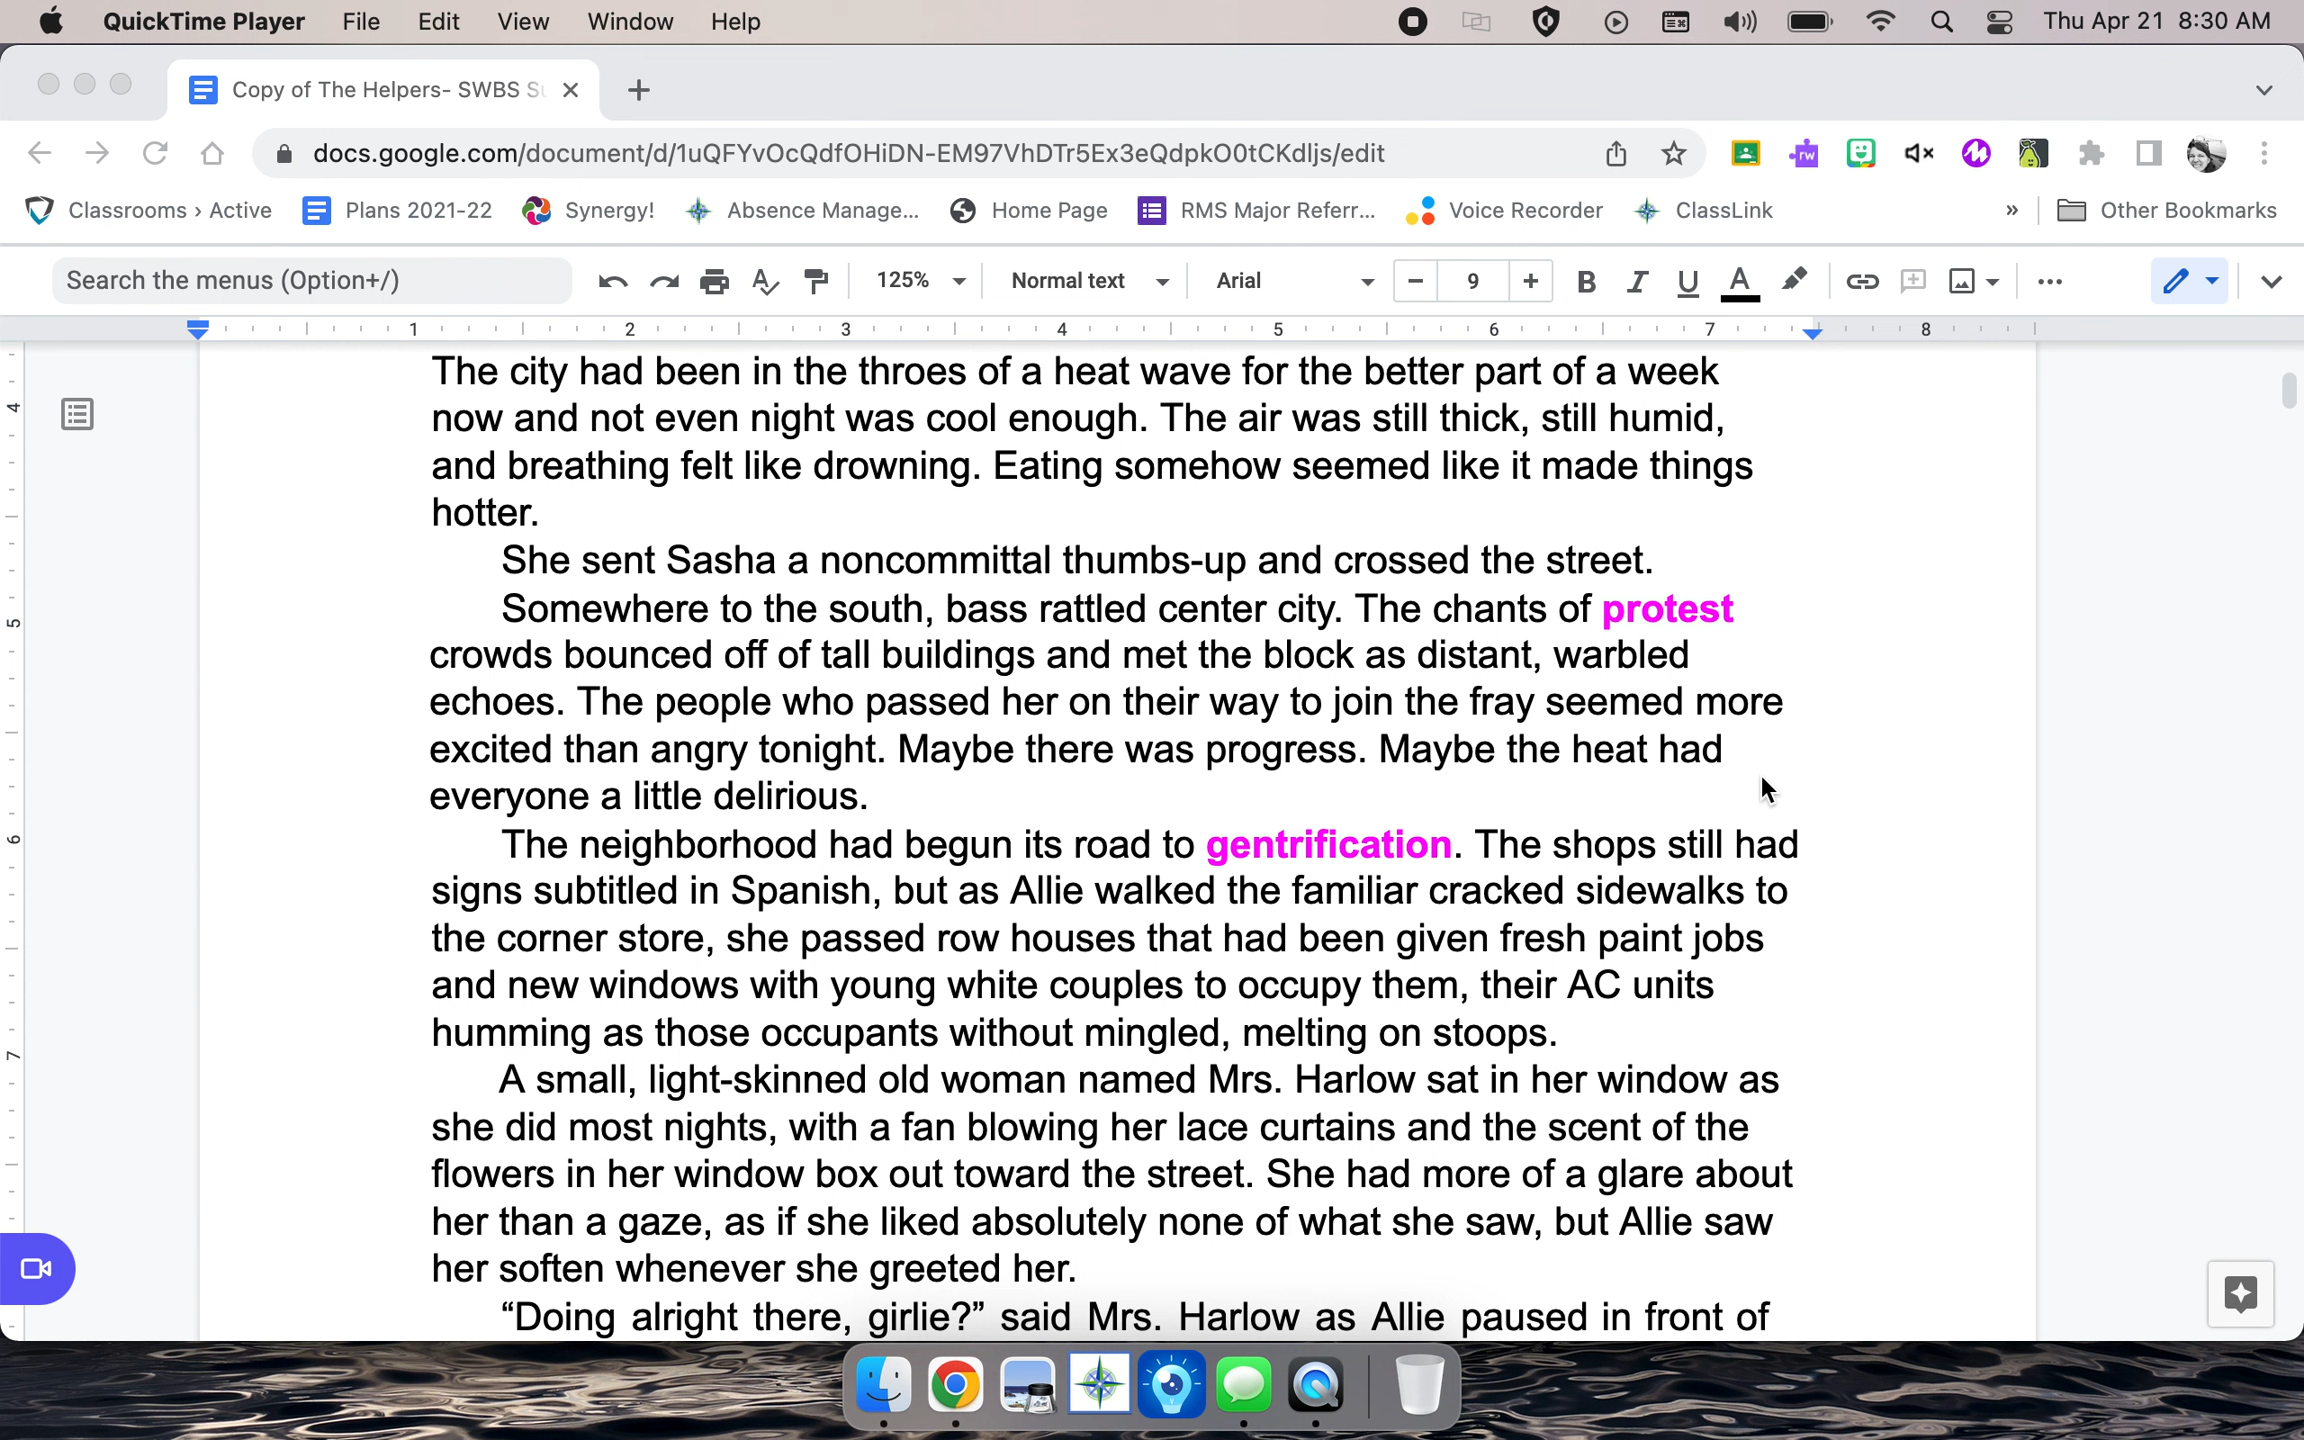 QuickTime Player File Edit View Window Help Thu Apr 21 8:30 AM
Copy of The Helpers- SWBS
docs.google.com/document/d/1uQFYvOcQdfOHiDN-EM97VhDTr5Ex3eQdpkO0tCKdljs/edit
Classrooms › Active Plans 2021-22 Synergy! Absence Manage... Home Page RMS Major Referr... Voice Recorder ClassLink » Other Bookmarks
Search the menus (Option+/) 125% Normal text Arial 9
1 2 3 4 5 6 7 8
The city had been in the throes of a heat wave for the better part of a week
now and not even night was cool enough. The air was still thick, still humid,
and breathing felt like drowning. Eating somehow seemed like it made things
hotter.
She sent Sasha a noncommittal thumbs-up and crossed the street.
Somewhere to the south, bass rattled center city. The chants of protest
crowds bounced off of tall buildings and met the block as distant, warbled
echoes. The people who passed her on their way to join the fray seemed more
excited than angry tonight. Maybe there was progress. Maybe the heat had
everyone a little delirious.
The neighborhood had begun its road to gentrification. The shops still had
signs subtitled in Spanish, but as Allie walked the familiar cracked sidewalks to
the corner store, she passed row houses that had been given fresh paint jobs
and new windows with young white couples to occupy them, their AC units
humming as those occupants without mingled, melting on stoops.
A small, light-skinned old woman named Mrs. Harlow sat in her window as
she did most nights, with a fan blowing her lace curtains and the scent of the
flowers in her window box out toward the street. She had more of a glare about
her than a gaze, as if she liked absolutely none of what she saw, but Allie saw
her soften whenever she greeted her.
“Doing alright there, girlie?” said Mrs. Harlow as Allie paused in front of
4
5
6
7